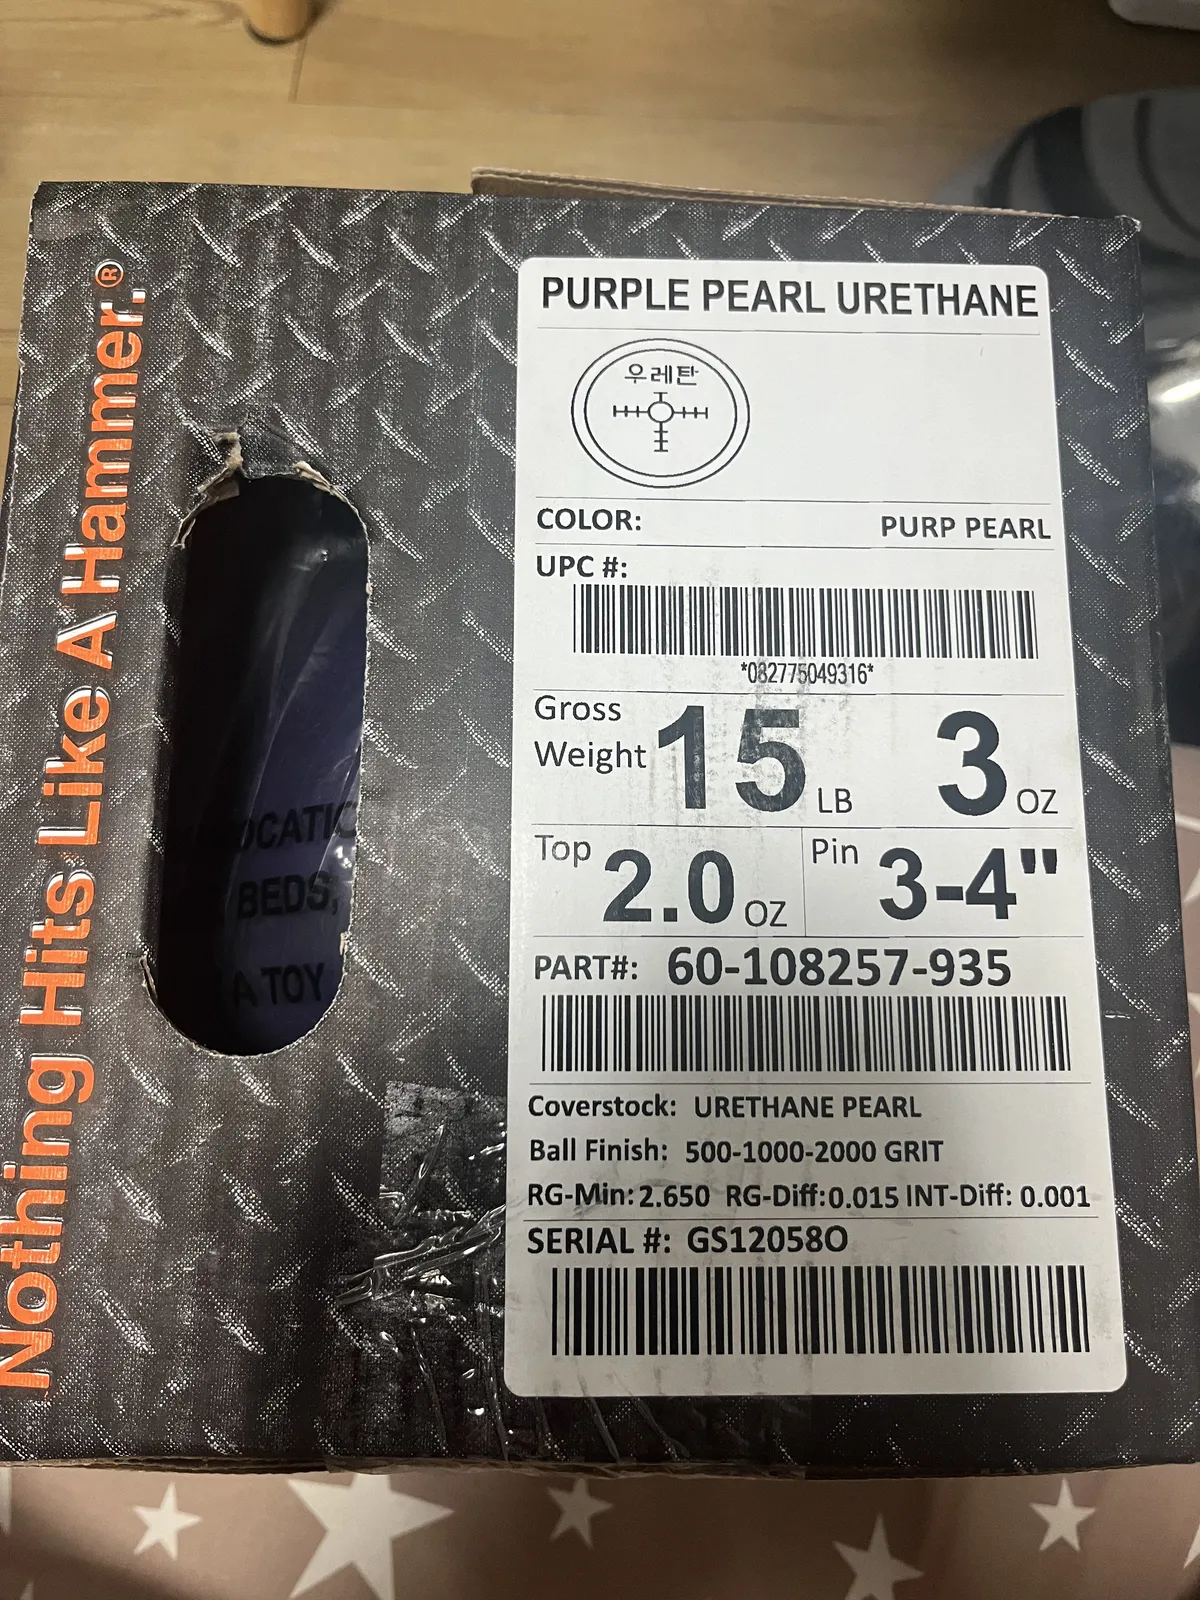 Nothing Hits Like A Hammer.®
OCATIO
BEDS,
A TOY
PURPLE PEARL URETHANE
우레탄
COLOR: PURP PEARL
UPC #:
*082775049316*
Gross Weight 15 LB 3 OZ
Top 2.0 OZ Pin 3-4"
PART#: 60-108257-935
Coverstock: URETHANE PEARL
Ball Finish: 500-1000-2000 GRIT
RG-Min: 2.650 RG-Diff:0.015 INT-Diff: 0.001
SERIAL #: GS12058O